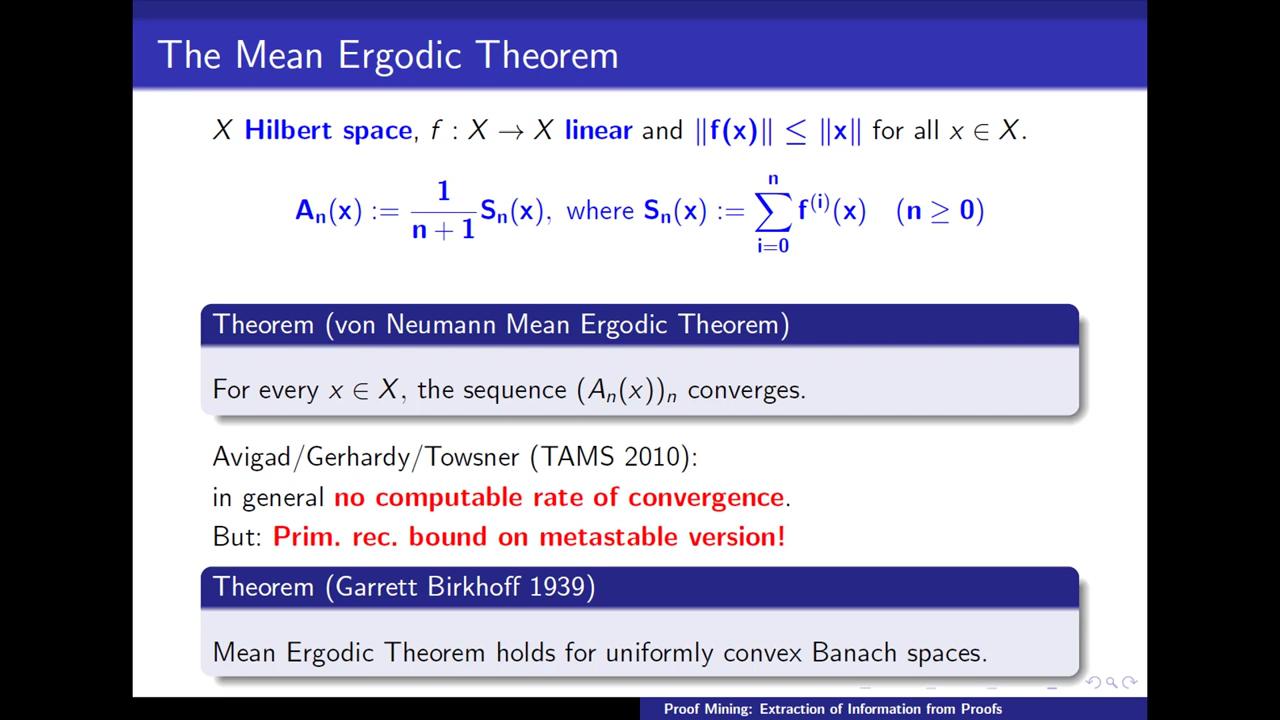 The Mean Ergodic Theorem
X Hilbert space, f : X → X linear and ‖f(x)‖ ≤ ‖x‖ for all x ∈ X.
Aₙ(x) := 1/(n + 1) Sₙ(x), where Sₙ(x) := ∑ᵢ₌₀ⁿ f⁽ⁱ⁾(x) (n ≥ 0)
Theorem (von Neumann Mean Ergodic Theorem)
For every x ∈ X, the sequence (Aₙ(x))ₙ converges.
Avigad/Gerhardy/Towsner (TAMS 2010):
in general no computable rate of convergence.
But: Prim. rec. bound on metastable version!
Theorem (Garrett Birkhoff 1939)
Mean Ergodic Theorem holds for uniformly convex Banach spaces.
Proof Mining: Extraction of Information from Proofs